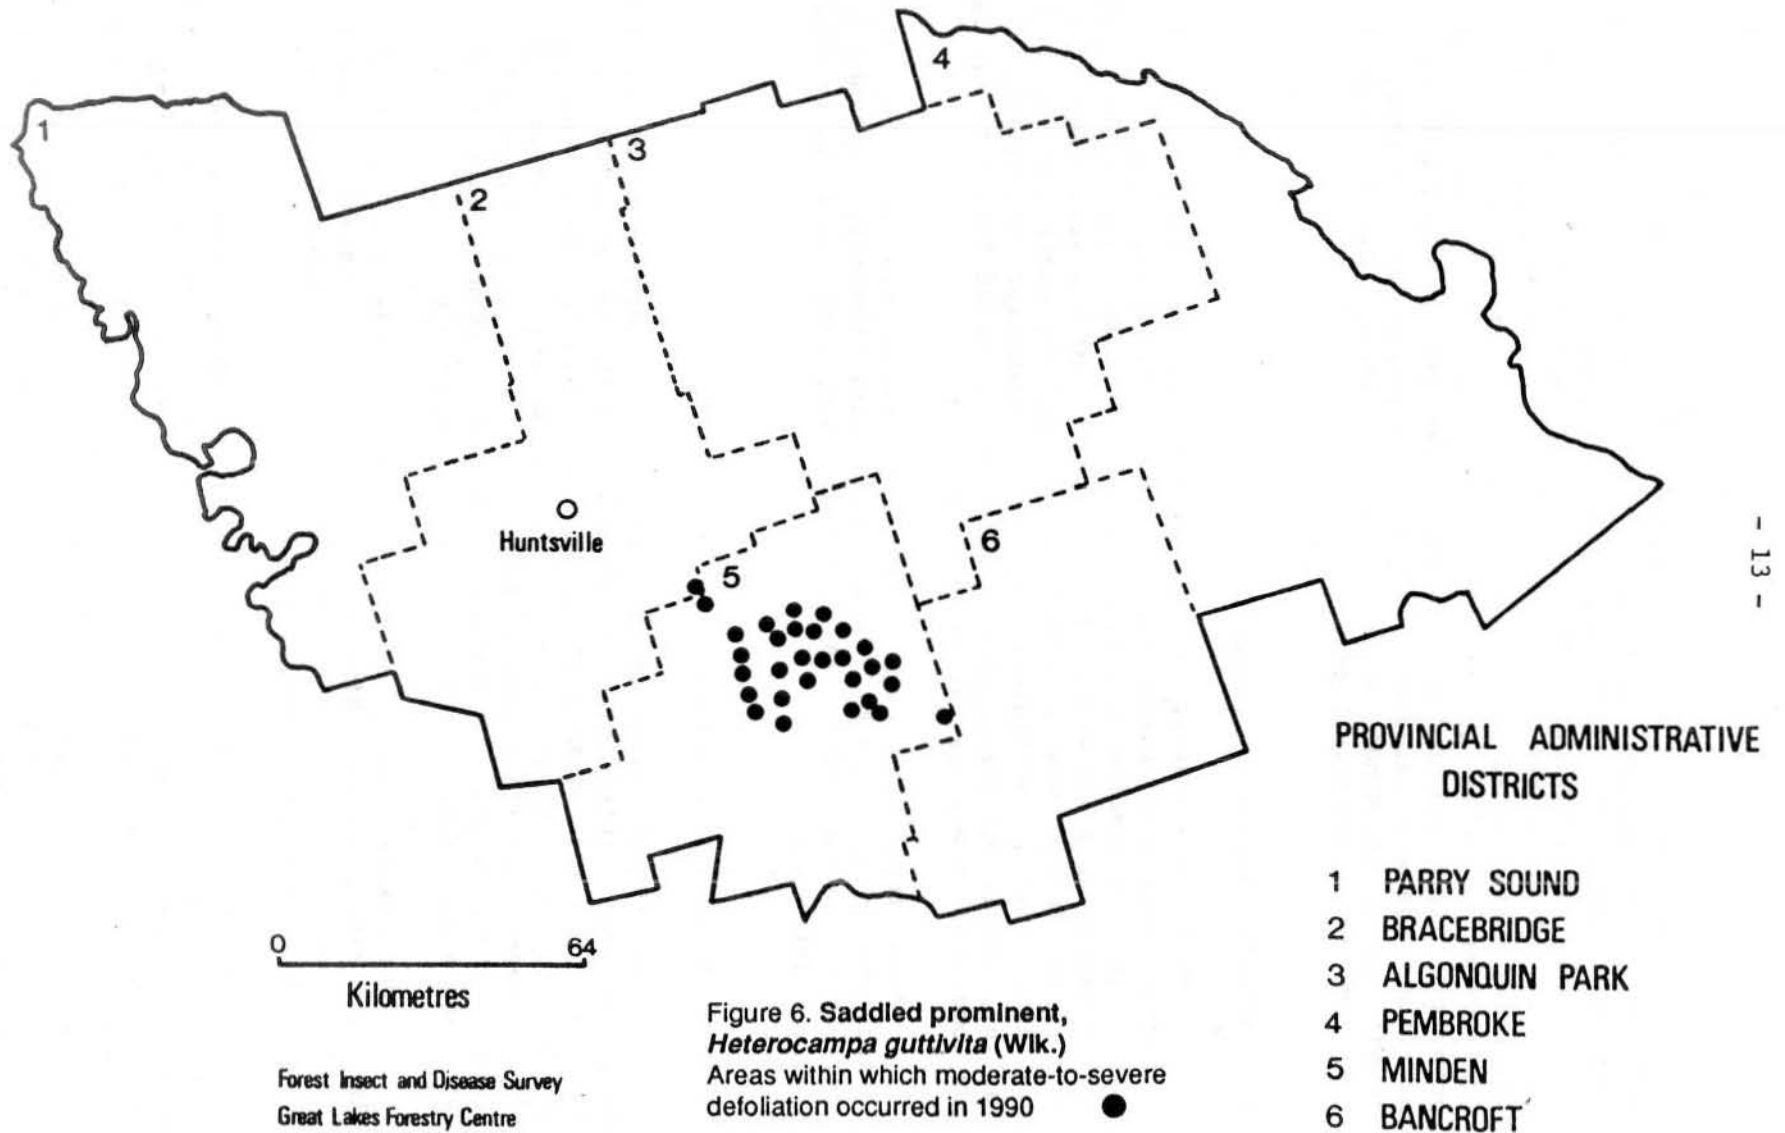 4
1
3
2
Huntsville
5
6
- 13 -
PROVINCIAL ADMINISTRATIVE
DISTRICTS
1 PARRY SOUND
2 BRACEBRIDGE
3 ALGONQUIN PARK
4 PEMBROKE
5 MINDEN
6 BANCROFT
0 64
Kilometres
Forest Insect and Disease Survey
Great Lakes Forestry Centre
Figure 6. Saddled prominent,
Heterocampa guttivita (Wlk.)
Areas within which moderate-to-severe
defoliation occurred in 1990